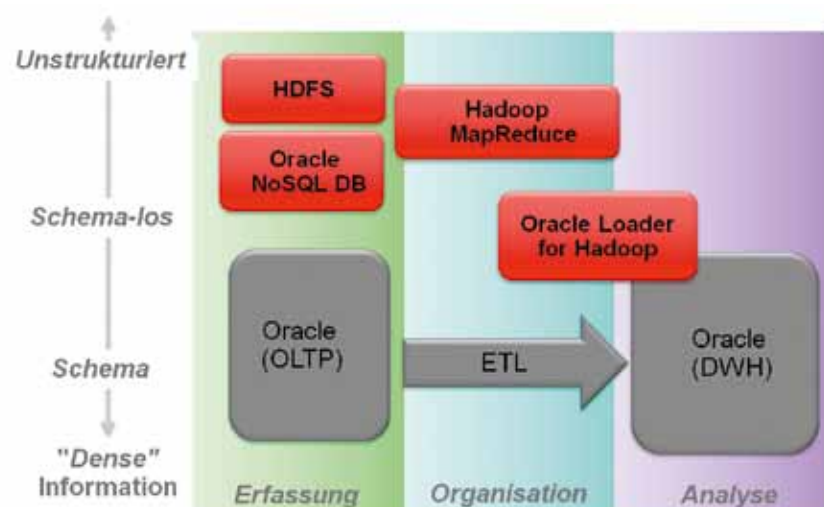 Unstrukturiert
HDFS
Hadoop
MapReduce
Oracle
NoSQL DB
Schema-los
Oracle Loader
for Hadoop
Oracle
(OLTP)
ETL
Oracle
(DWH)
Schema
"Dense"
Information
Erfassung
Organisation
Analyse